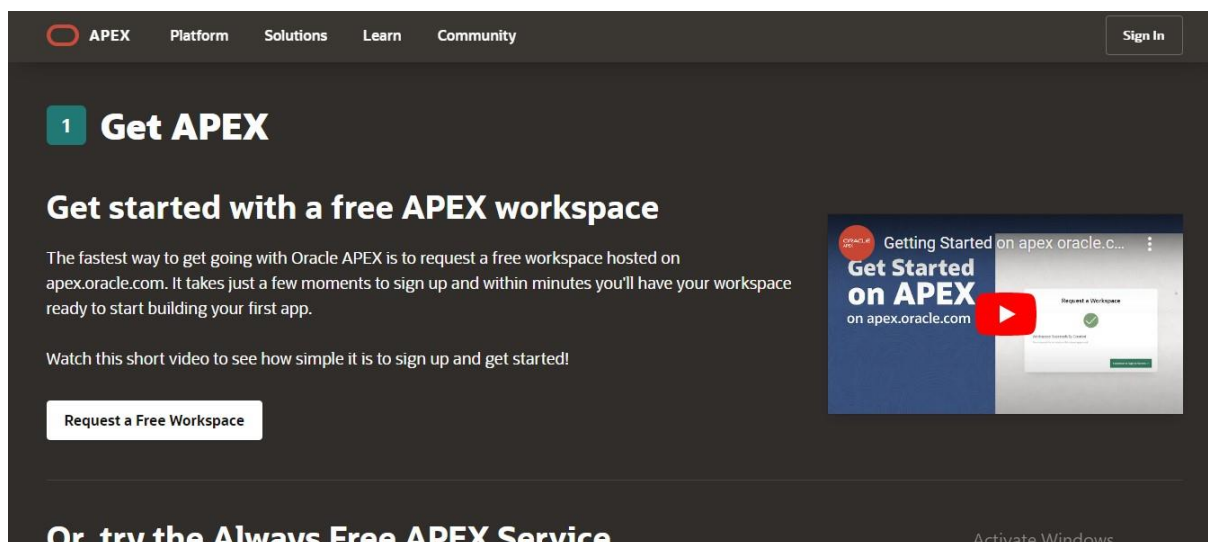 APEX Platform Solutions Learn Community Sign In
1 Get APEX
Get started with a free APEX workspace
The fastest way to get going with Oracle APEX is to request a free workspace hosted on
apex.oracle.com. It takes just a few moments to sign up and within minutes you'll have your workspace
ready to start building your first app.
Watch this short video to see how simple it is to sign up and get started!
Request a Free Workspace
ORACLE
APEX
Getting Started on apex oracle.c...
Get Started
on APEX
on apex.oracle.com
Request a Workspace
Or, try the Always Free APEX Service
Activate Windows